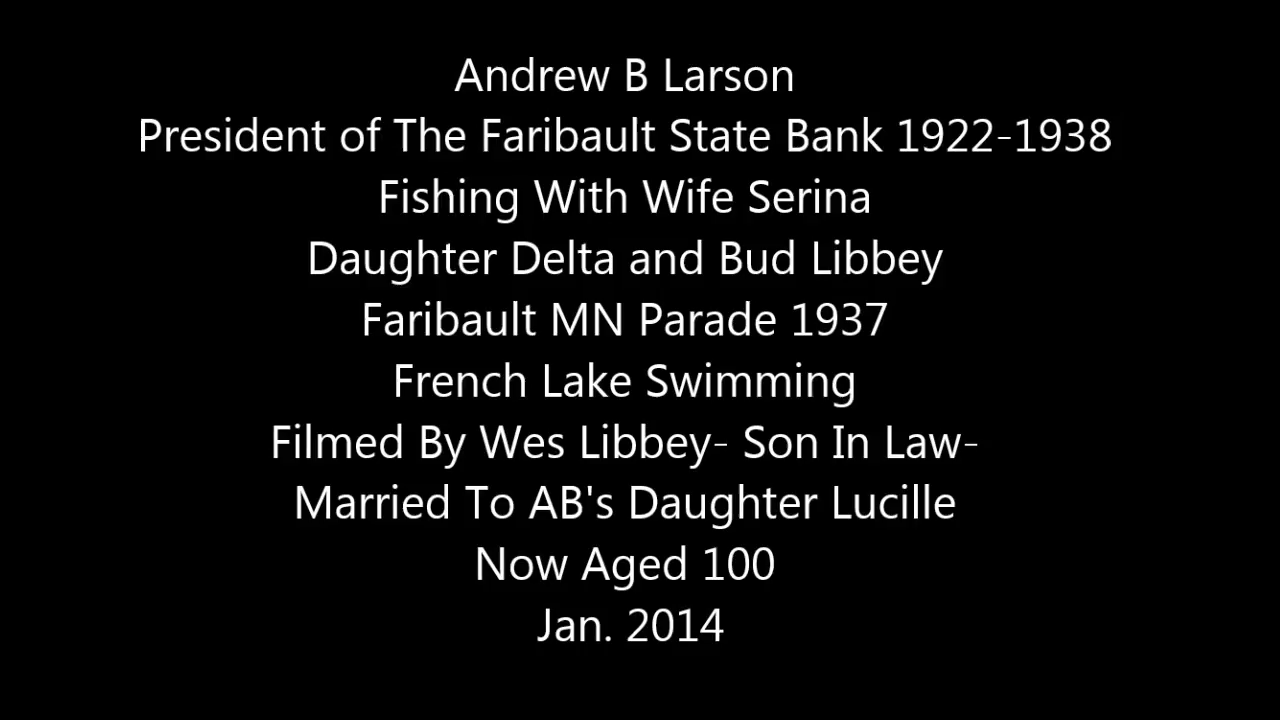 Andrew B Larson
President of The Faribault State Bank 1922-1938
Fishing With Wife Serina
Daughter Delta and Bud Libbey
Faribault MN Parade 1937
French Lake Swimming
Filmed By Wes Libbey- Son In Law-
Married To AB's Daughter Lucille
Now Aged 100
Jan. 2014